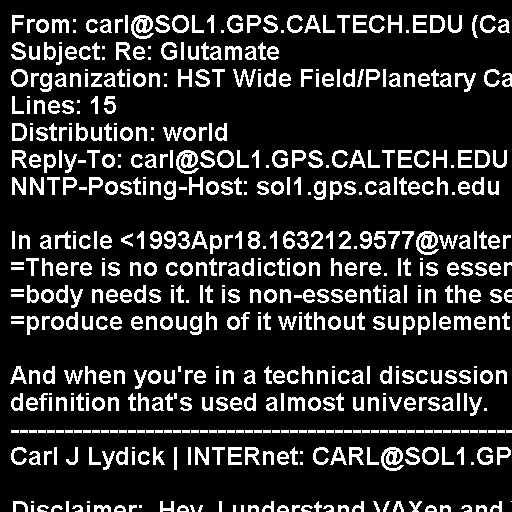 From: carl@SOL1.GPS.CALTECH.EDU (Ca
Subject: Re: Glutamate
Organization: HST Wide Field/Planetary Ca
Lines: 15
Distribution: world
Reply-To: carl@SOL1.GPS.CALTECH.EDU
NNTP-Posting-Host: sol1.gps.caltech.edu

In article <1993Apr18.163212.9577@walter
=There is no contradiction here. It is esser
=body needs it. It is non-essential in the se
=produce enough of it without supplement

And when you're in a technical discussion
definition that's used almost universally.
--------------------------------------------------------------------------------
Carl J Lydick | INTERnet: CARL@SOL1.GP

Disclaimer: Hey, I understand VAXen and